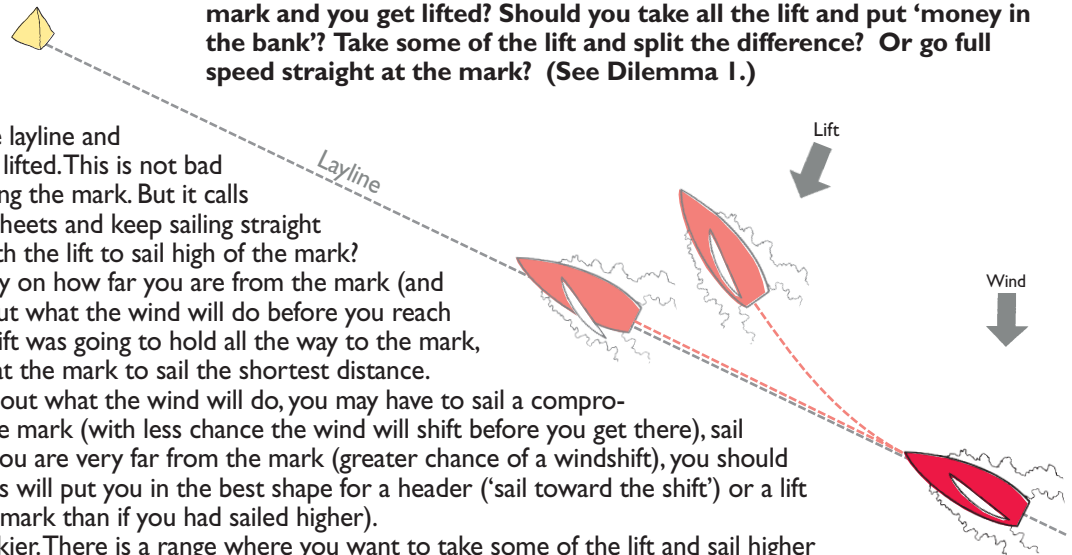 mark and you get lifted? Should you take all the lift and put ‘money in
the bank’? Take some of the lift and split the difference? Or go full
speed straight at the mark? (See Dilemma 1.)
layline and
lifted. This is not bad
the mark. But it calls
sheets and keep sailing straight
the lift to sail high of the mark?
on how far you are from the mark (and
what the wind will do before you reach
was going to hold all the way to the mark,
at the mark to sail the shortest distance.
out what the wind will do, you may have to sail a compro-
mark (with less chance the wind will shift before you get there), sail
you are very far from the mark (greater chance of a windshift), you should
will put you in the best shape for a header (‘sail toward the shift’) or a lift
mark than if you had sailed higher).
There is a range where you want to take some of the lift and sail higher
Layline
Lift
Wind